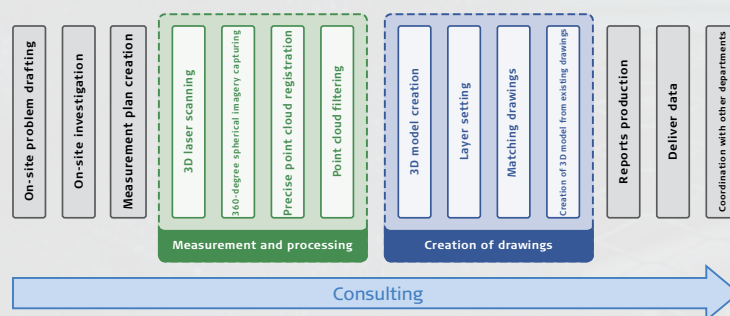 On-site problem drafting
On-site investigation
Measurement plan creation
3D laser scanning
360-degree spherical imagery capturing
Precise point cloud registration
Point cloud filtering
Measurement and processing
3D model creation
Layer setting
Matching drawings
Creation of 3D model from existing drawings
Creation of drawings
Reports production
Deliver data
Coordination with other departments
Consulting